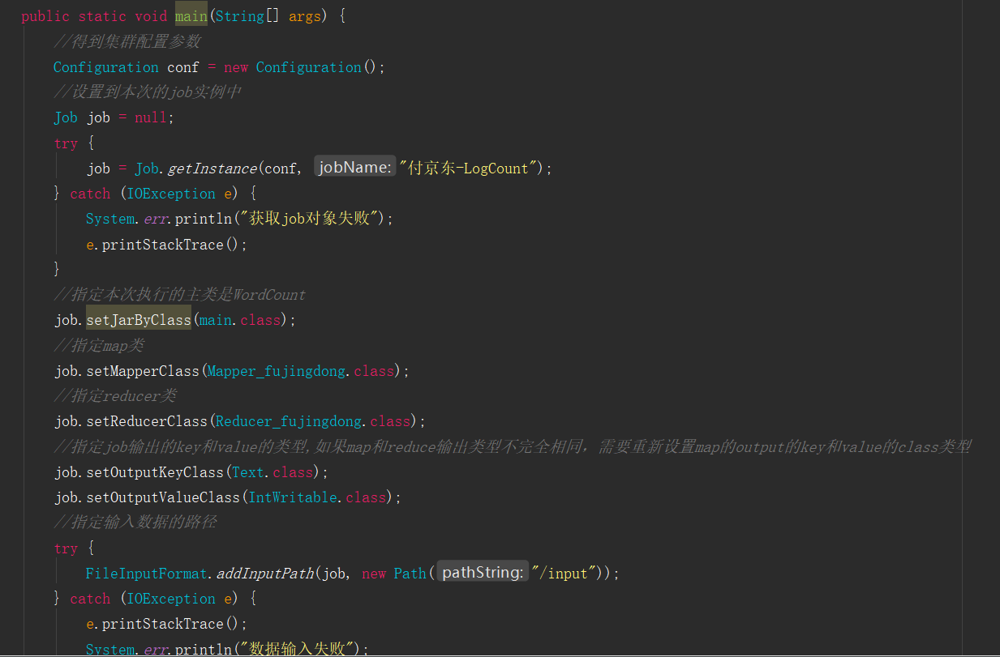 public static void main(String[] args) {
//得到集群配置参数
Configuration conf = new Configuration();
//设置到本次的job实例中
Job job = null;
try {
job = Job.getInstance(conf, jobName: "付京东-LogCount");
} catch (IOException e) {
System.err.println("获取job对象失败");
e.printStackTrace();
}
//指定本次执行的主类是WordCount
job.setJarByClass(main.class);
//指定map类
job.setMapperClass(Mapper_fujingdong.class);
//指定reducer类
job.setReducerClass(Reducer_fujingdong.class);
//指定job输出的key和value的类型,如果map和reduce输出类型不完全相同，需要重新设置map的output的key和value的class类型
job.setOutputKeyClass(Text.class);
job.setOutputValueClass(IntWritable.class);
//指定输入数据的路径
try {
FileInputFormat.addInputPath(job, new Path( pathString: "/input"));
} catch (IOException e) {
e.printStackTrace();
System.err.println("数据输入失败");